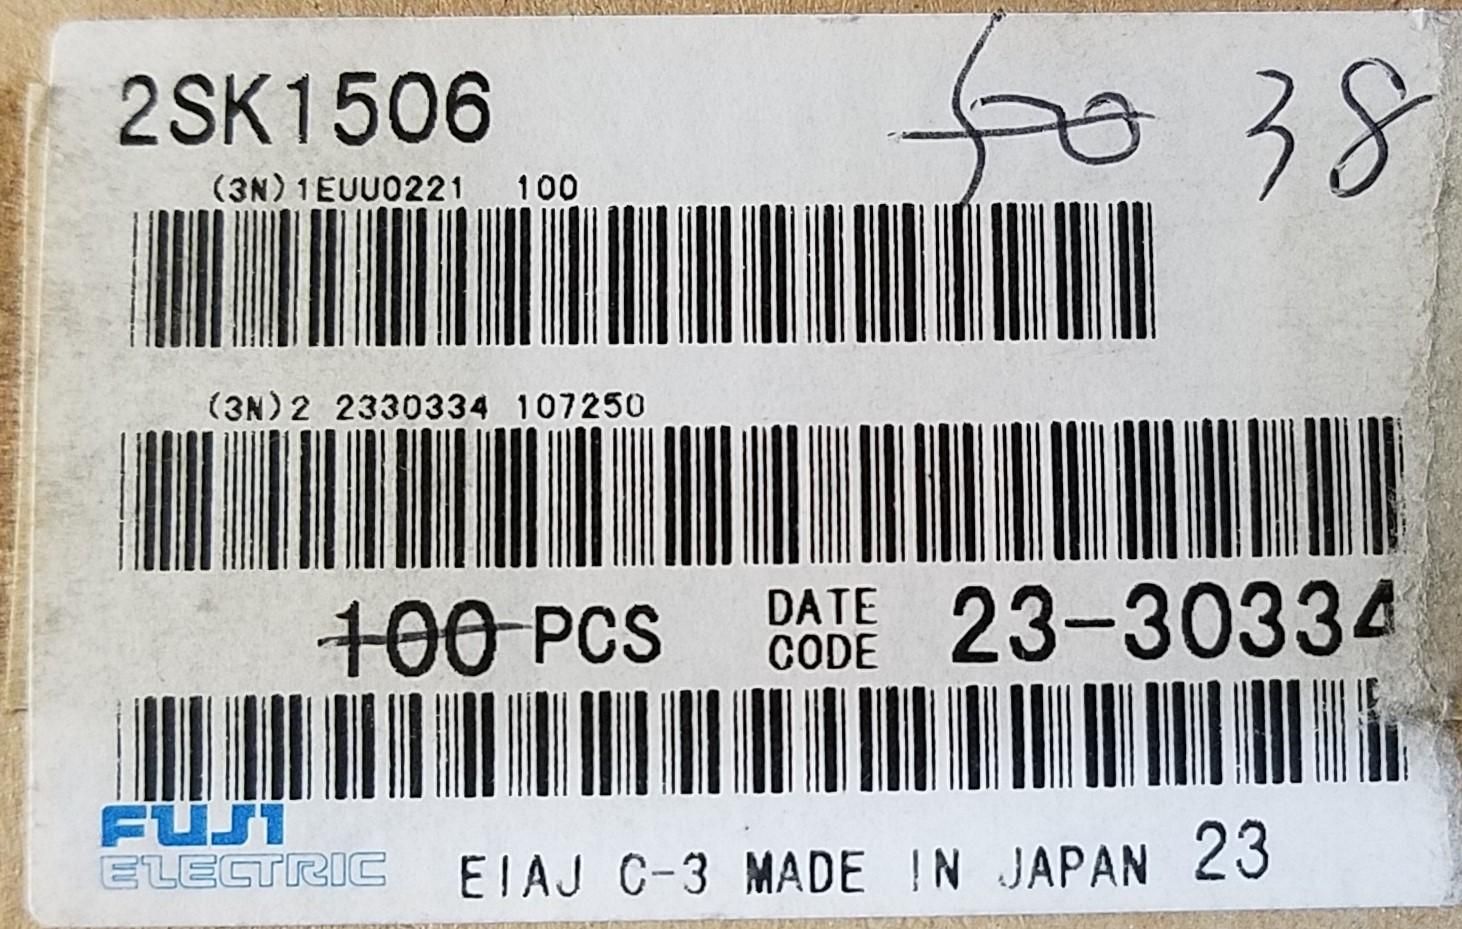 2SK1506
50 38
(3N)1EUU0221 100
(3N)2 2330334 107250
100 PCS
DATE CODE 23-30334
FUJI
ELECTRIC
EIAJ C-3 MADE IN JAPAN 23